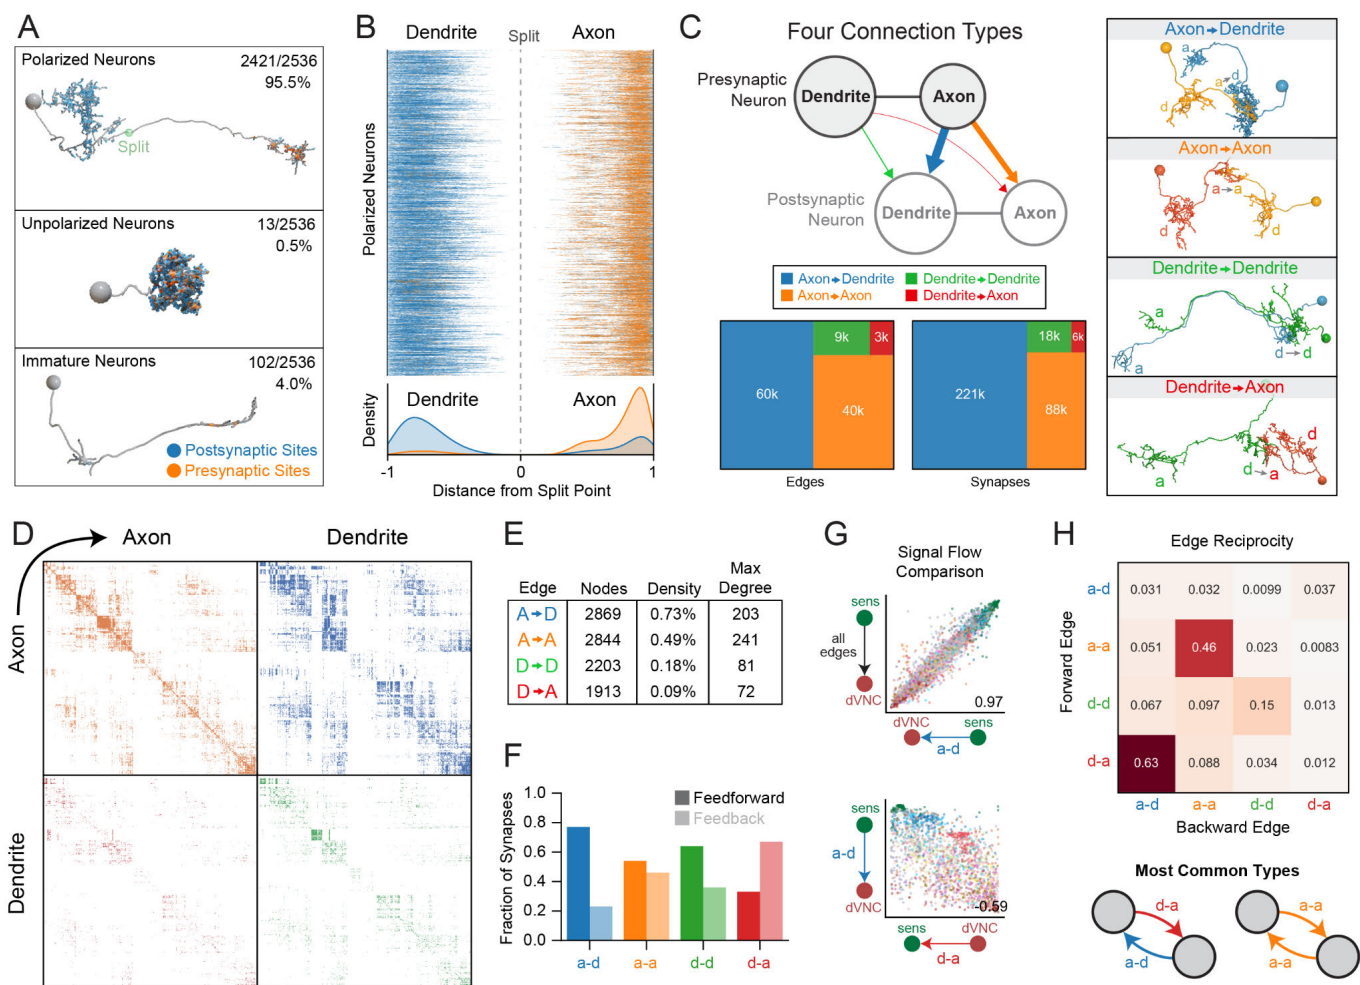 A
Polarized Neurons
2421/2536
95.5%
Split
Unpolarized Neurons
13/2536
0.5%
Immature Neurons
102/2536
4.0%
Postsynaptic Sites
Presynaptic Sites
B
Dendrite
Split
Axon
Polarized Neurons
Density
Dendrite
Axon
-1
0
1
Distance from Split Point
C
Four Connection Types
Presynaptic
Neuron
Dendrite
Axon
Postsynaptic
Neuron
Dendrite
Axon
Axon→Dendrite
Dendrite→Dendrite
Axon→Axon
Dendrite→Axon
60k
9k
3k
40k
Edges
221k
18k
6k
88k
Synapses
Axon→Dendrite
a
a→d
d
Axon→Axon
a→a
d
d
Dendrite→Dendrite
a
d→d
a
Dendrite→Axon
d
d→a
a
D
Axon
Dendrite
Axon
Dendrite
E
Edge
Nodes
Density
Max
Degree
A→D 2869 0.73% 203
A→A 2844 0.49% 241
D→D 2203 0.18% 81
D→A 1913 0.09% 72
F
Fraction of Synapses
1.0
0.8
0.6
0.4
0.2
0.0
Feedforward
Feedback
a-d
a-a
d-d
d-a
G
Signal Flow
Comparison
sens
all
edges
dVNC
0.97
dVNC
sens
a-d
sens
a-d
dVNC
-0.59
sens
dVNC
d-a
H
Edge Reciprocity
Forward Edge
a-d 0.031 0.032 0.0099 0.037
a-a 0.051 0.46 0.023 0.0083
d-d 0.067 0.097 0.15 0.013
d-a 0.63 0.088 0.034 0.012
a-d a-a d-d d-a
Backward Edge
Most Common Types
d-a
a-d
a-a
a-a